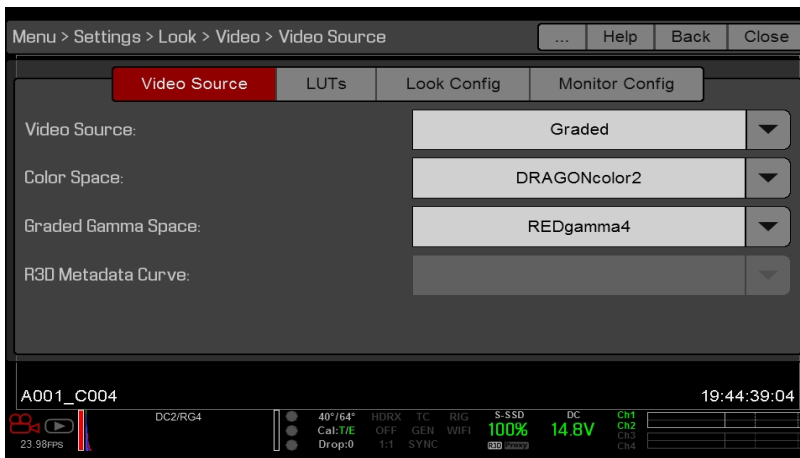 Menu > Settings > Look > Video > Video Source ... Help Back Close
Video Source LUTs Look Config Monitor Config
Video Source: Graded
Color Space: DRAGONcolor2
Graded Gamma Space: REDgamma4
R3D Metadata Curve:
A001_C004 19:44:39:04
DC2/RG4 40°/64° HDRX TC RIG S-SSD DC Ch1
Cal:T/E OFF GEN WIFI 100% 14.8V Ch2
Ch3
23.98FPS Drop:0 1:1 SYNC R3D Proxy Ch4